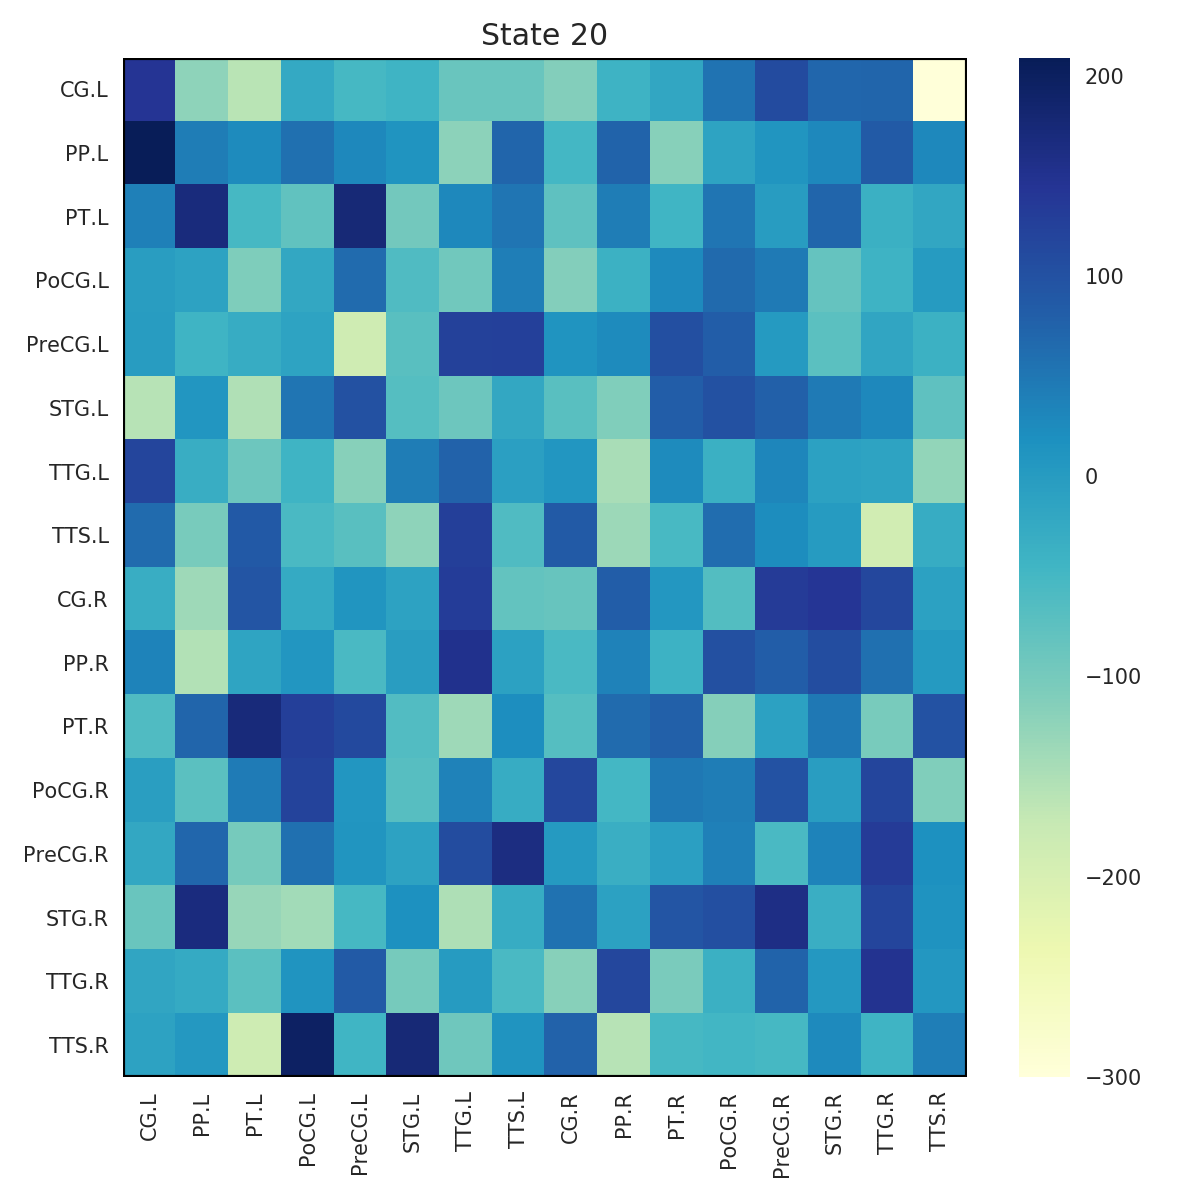 State 20
CG.L
PP.L
PT.L
PoCG.L
PreCG.L
STG.L
TTG.L
TTS.L
CG.R
PP.R
PT.R
PoCG.R
PreCG.R
STG.R
TTG.R
TTS.R
CG.L PP.L PT.L PoCG.L PreCG.L STG.L TTG.L TTS.L CG.R PP.R PT.R PoCG.R PreCG.R STG.R TTG.R TTS.R
200
100
0
−100
−200
−300